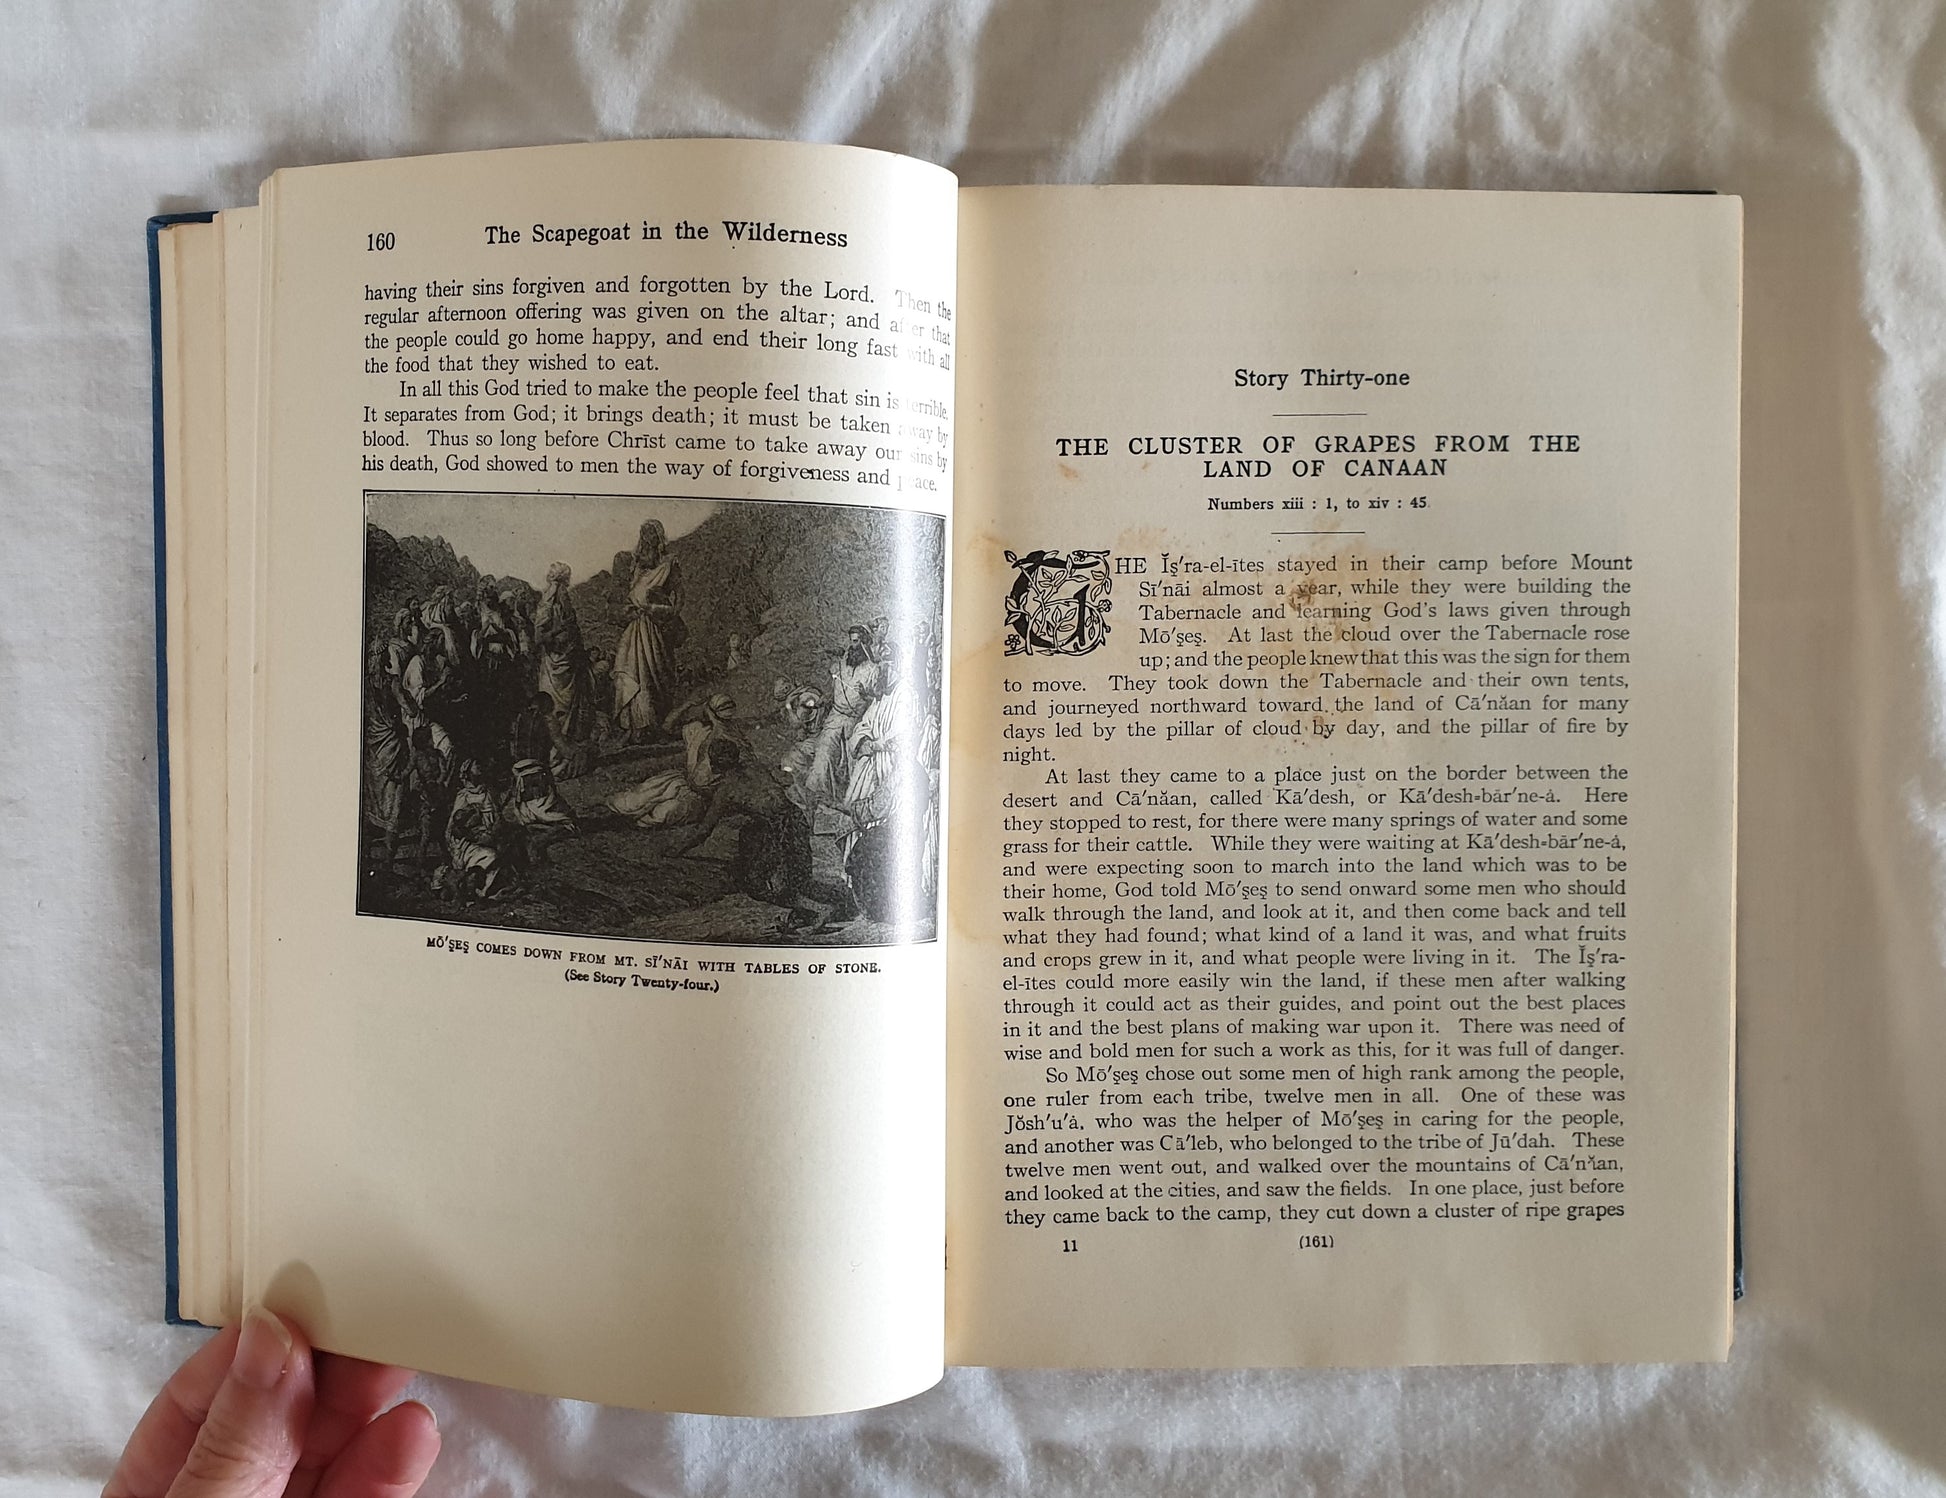 160 The Scapegoat in the Wilderness
having their sins forgiven and forgotten by the Lord. Then the
regular afternoon offering was given on the altar; and after that
the people could go home happy, and end their long fast with all
the food that they wished to eat.
In all this God tried to make the people feel that sin is terrible.
It separates from God; it brings death; it must be taken away by
blood. Thus so long before Chrīst came to take away our sins by
his death, God showed to men the way of forgiveness and peace.
MŌ′ŞEŞ COMES DOWN FROM MT. SĪ′NĀI WITH TABLES OF STONE.
(See Story Twenty-four.)
Story Thirty-one
THE CLUSTER OF GRAPES FROM THE
LAND OF CANAAN
Numbers xiii : 1, to xiv : 45.
THE Ĭş′ra-el-ītes stayed in their camp before Mount
Sī′nāi almost a year, while they were building the
Tabernacle and learning God's laws given through
Mō′şeş. At last the cloud over the Tabernacle rose
up; and the people knew that this was the sign for them
to move. They took down the Tabernacle and their own tents,
and journeyed northward toward the land of Cā′năan for many
days led by the pillar of cloud by day, and the pillar of fire by
night.
At last they came to a place just on the border between the
desert and Cā′năan, called Kā′desh, or Kā′desh=bär′ne-ȧ. Here
they stopped to rest, for there were many springs of water and some
grass for their cattle. While they were waiting at Kā′desh=bär′ne-ȧ,
and were expecting soon to march into the land which was to be
their home, God told Mō′şeş to send onward some men who should
walk through the land, and look at it, and then come back and tell
what they had found; what kind of a land it was, and what fruits
and crops grew in it, and what people were living in it. The Ĭş′ra-
el-ītes could more easily win the land, if these men after walking
through it could act as their guides, and point out the best places
in it and the best plans of making war upon it. There was need of
wise and bold men for such a work as this, for it was full of danger.
So Mō′şeş chose out some men of high rank among the people,
one ruler from each tribe, twelve men in all. One of these was
Jŏsh′u′ȧ, who was the helper of Mō′şeş in caring for the people,
and another was Cā′leb, who belonged to the tribe of Jū′dah. These
twelve men went out, and walked over the mountains of Cā′năan,
and looked at the cities, and saw the fields. In one place, just before
they came back to the camp, they cut down a cluster of ripe grapes
11 (161)